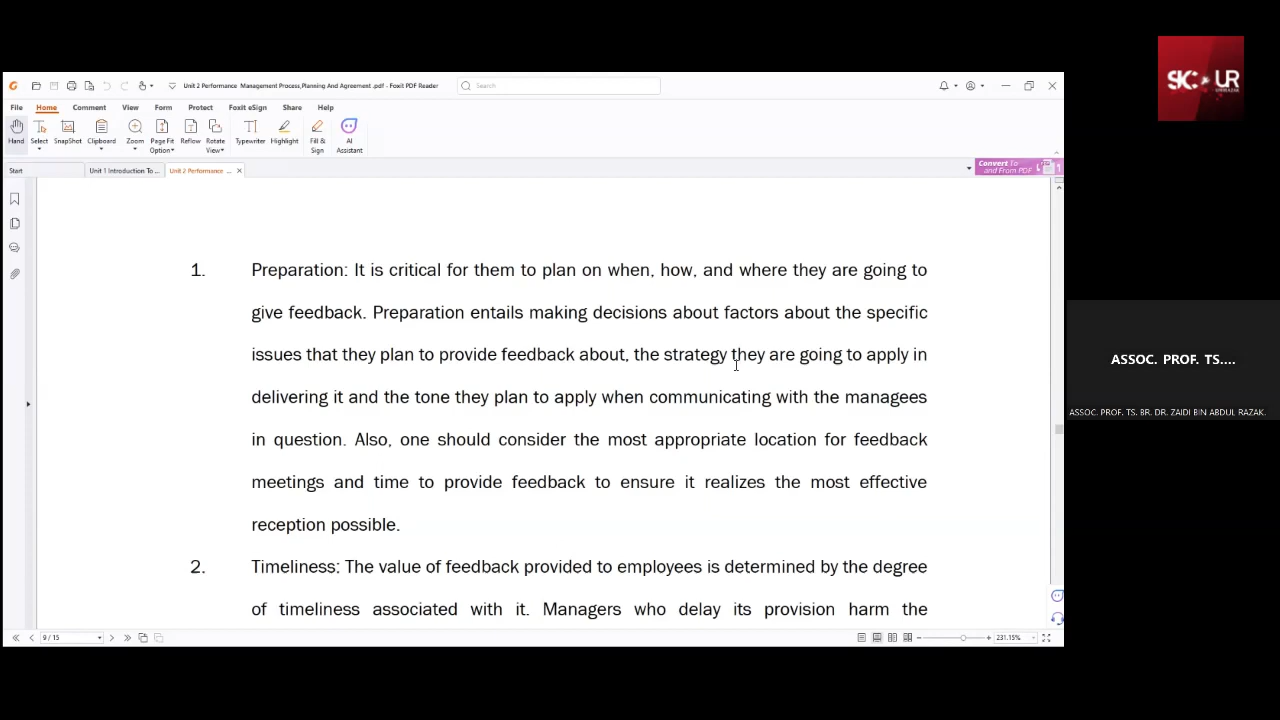 SK:OUR
Unit 2 Performance Management Process,Planning And Agreement .pdf - Foxit PDF Reader
Search
File Home Comment View Form Protect Foxit eSign Share Help
Hand Select SnapShot Clipboard Zoom Page Fit Option Reflow Rotate View Typewriter Highlight Fill & Sign AI Assistant
Start Unit 1 Introduction To ... Unit 2 Performance ... Convert To and From PDF
1. Preparation: It is critical for them to plan on when, how, and where they are going to
give feedback. Preparation entails making decisions about factors about the specific
issues that they plan to provide feedback about, the strategy they are going to apply in
delivering it and the tone they plan to apply when communicating with the managees
in question. Also, one should consider the most appropriate location for feedback
meetings and time to provide feedback to ensure it realizes the most effective
reception possible.
2. Timeliness: The value of feedback provided to employees is determined by the degree
of timeliness associated with it. Managers who delay its provision harm the
9 / 15
231.15%
ASSOC. PROF. TS....
ASSOC. PROF. TS. BR. DR. ZAIDI BIN ABDUL RAZAK.